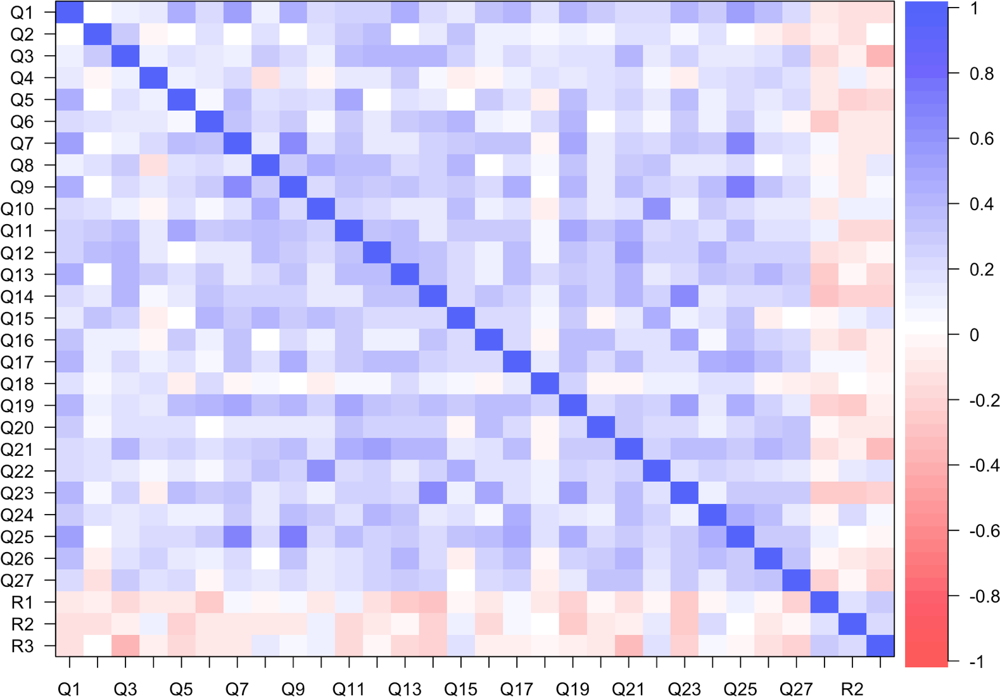 Q1
Q2
Q3
Q4
Q5
Q6
Q7
Q8
Q9
Q10
Q11
Q12
Q13
Q14
Q15
Q16
Q17
Q18
Q19
Q20
Q21
Q22
Q23
Q24
Q25
Q26
Q27
R1
R2
R3
Q1 Q3 Q5 Q7 Q9 Q11 Q13 Q15 Q17 Q19 Q21 Q23 Q25 Q27 R2
1
0.8
0.6
0.4
0.2
0
-0.2
-0.4
-0.6
-0.8
-1